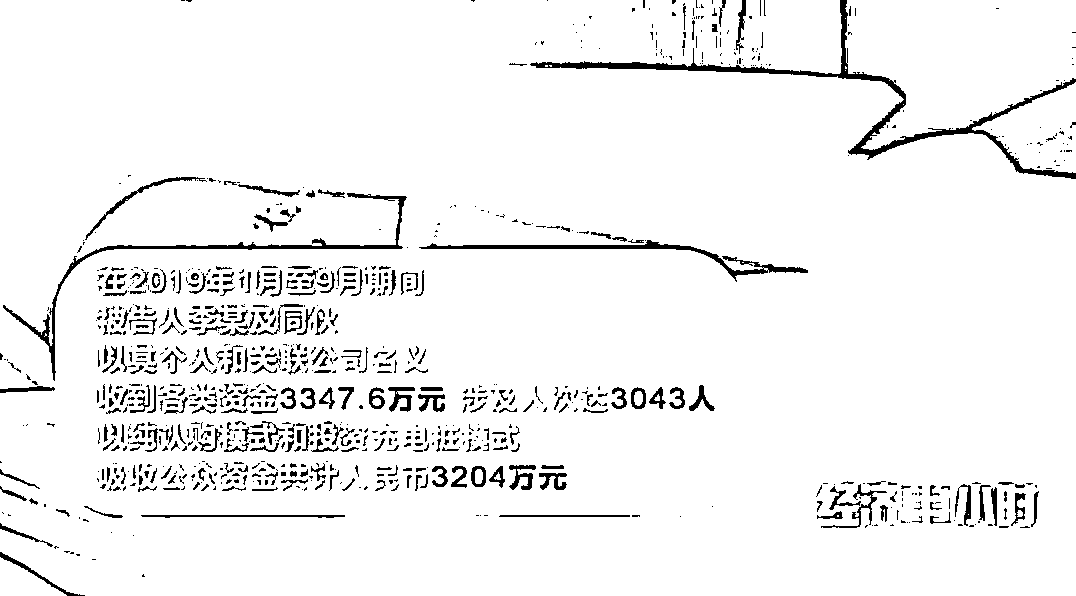 在2019年1月至9月期间
被告人季某及同伙
以其个人和关联公司名义
收到各类资金3347.6万元 涉及人次达3043人
以纯认购模式和投资充电桩模式
吸收公众资金共计人民币3204万元
经济半小时